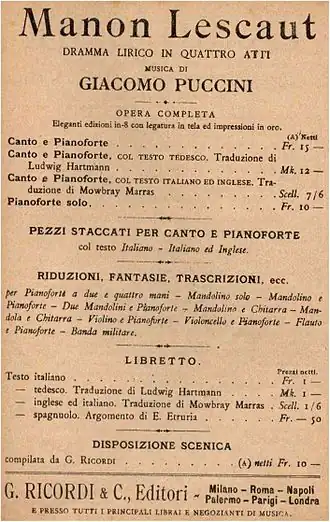 Manon Lescaut
DRAMMA LIRICO IN QUATTRO ATTI
MUSICA DI
GIACOMO PUCCINI
OPERA COMPLETA
Eleganti edizioni in-8 con legatura in tela ed impressioni in oro.
(A) Netti
Canto e Pianoforte . . . . . . . . . . . Fr. 15 —
Canto e Pianoforte, COL TESTO TEDESCO. Traduzione di
Ludwig Hartmann . . . . . . . . . . . Mk. 12 —
Canto e Pianoforte, COL TESTO ITALIANO ED INGLESE. Tra-
duzione di Mowbray Marras . . . . . . . Scell. 7/6
Pianoforte solo . . . . . . . . . . . . Fr. 10 —
PEZZI STACCATI PER CANTO E PIANOFORTE
col testo Italiano - Italiano ed Inglese.
RIDUZIONI, FANTASIE, TRASCRIZIONI, ecc.
per Pianoforte a due e quattro mani – Mandolino solo – Mandolino e
Pianoforte – Due Mandolini e Pianoforte – Mandolino e Chitarra – Man-
dola e Chitarra – Violino e Pianoforte – Violoncello e Pianoforte – Flauto
e Pianoforte – Banda militare.
LIBRETTO.
Prezzi netti.
Testo italiano . . . . . . . . . . . . Fr. 1 —
— tedesco. Traduzione di Ludwig Hartmann . . Mk. 1 —
— inglese ed italiano. Traduzione di Mowbray Marras . Scell. 1/6
— spagnuolo. Argomento di E. Etruria . . . Fr. — 50
DISPOSIZIONE SCENICA
compilata da G. RICORDI . . . . . . (A) netti Fr. 10 —
G. RICORDI & C., Editori - Milano - Roma - Napoli
Palermo - Parigi - Londra
E PRESSO TUTTI I PRINCIPALI LIBRAI E NEGOZIANTI DI MUSICA.